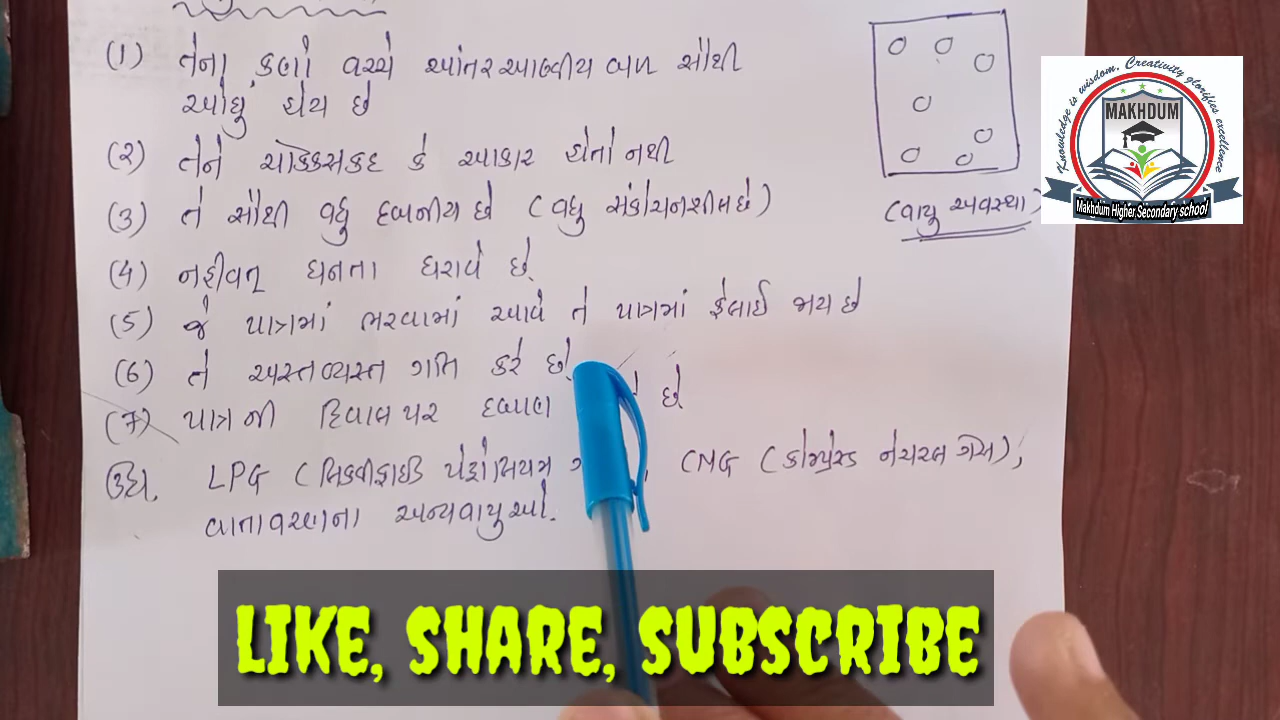 (1) તેના કણો વચ્ચે આંતરઆણ્વીય બળ સૌથી
ઓછુ હોય છે
(૨) તેને ચોક્કસકદ કે આકાર હોતો નથી
(3) તે સૌથી વધુ દબનીય છે (વધુ સંકોચનશીલ છે)
(4) નહીવત્ ઘનતા ધરાવે છે.
(5) જે પાત્રમાં ભરવામાં આવે તે પાત્રમાં ફેલાઈ જાય છે
(6) તે અસ્તવ્યસ્ત ગતિ કરે છે.
(7) પાત્રની દિવાલ પર દબાણ છે
ઉદા. LPG (લિક્વીફાઈડ પેટ્રોલિયમ CNG (કોમ્પ્રેસ્ડ નેચરલ ગેસ),
વાતાવરણના અન્યવાયુઓ.
(વાયુ અવસ્થા)
Knowledge is wisdom, Creativity glorifies excellence
MAKHDUM
Makhdum Higher Secondary school
LIKE, SHARE, SUBSCRIBE